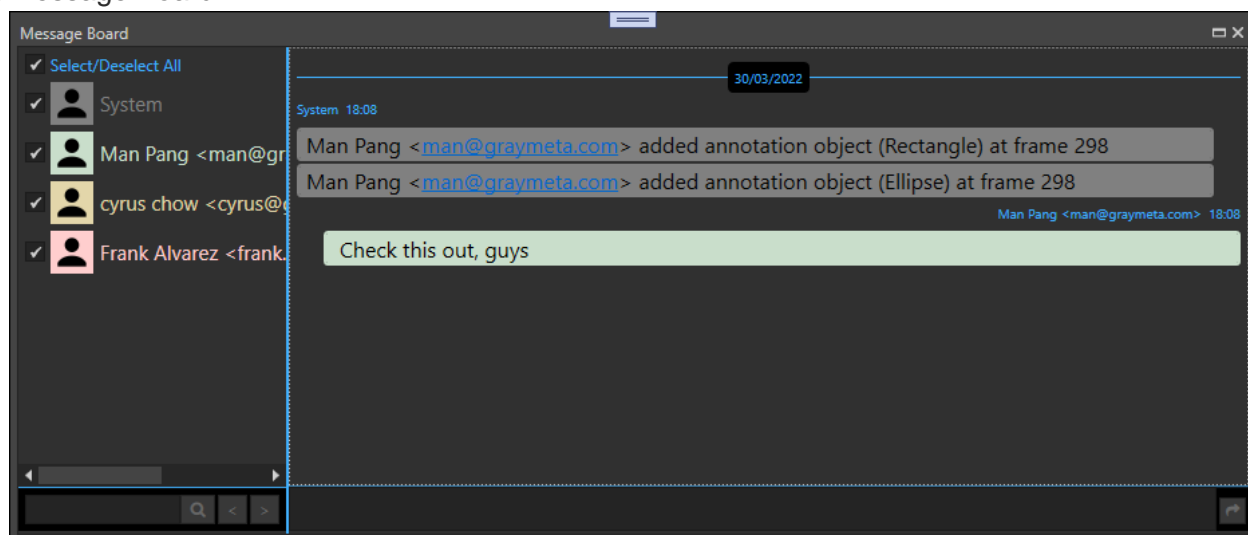 Message Board
Select/Deselect All
System
Man Pang <man@gr
cyrus chow <cyrus@
Frank Alvarez <frank.
30/03/2022
System 18:08
Man Pang <man@graymeta.com> added annotation object (Rectangle) at frame 298
Man Pang <man@graymeta.com> added annotation object (Ellipse) at frame 298
Man Pang <man@graymeta.com> 18:08
Check this out, guys
< >